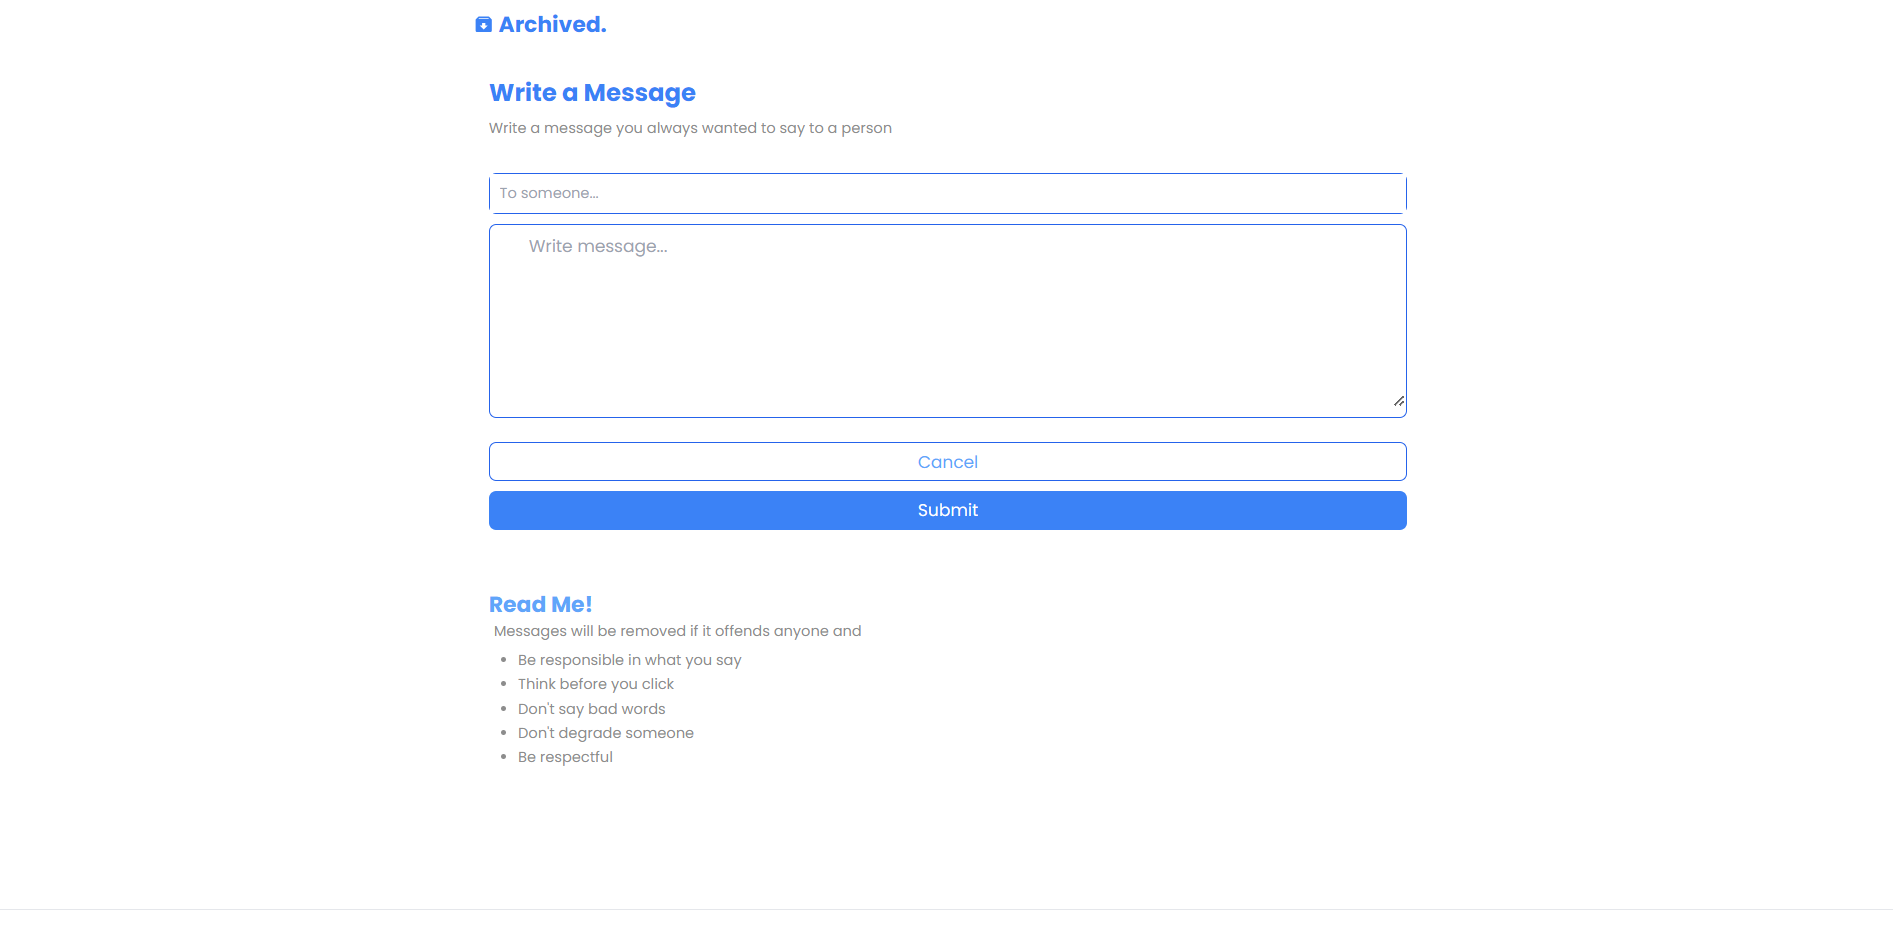 Archived.
Write a Message
Write a message you always wanted to say to a person
To someone...
Write message...
Cancel
Submit
Read Me!
Messages will be removed if it offends anyone and
Be responsible in what you say
Think before you click
Don't say bad words
Don't degrade someone
Be respectful